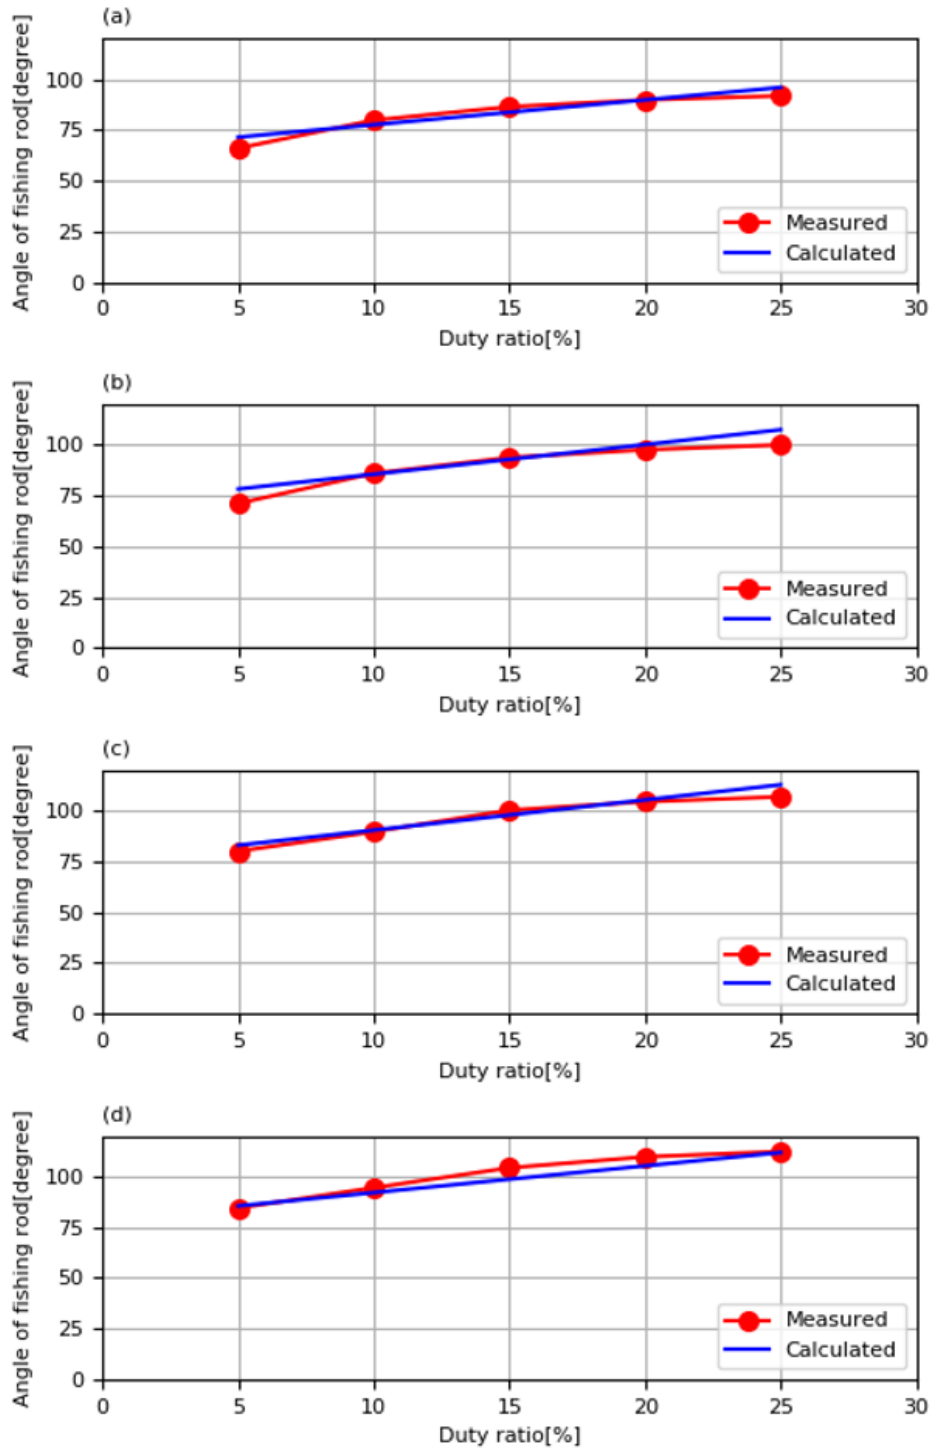 (a)
Angle of fishing rod[degree]
100
75
50
25
0
Measured
Calculated
0 5 10 15 20 25 30
Duty ratio[%]
(b)
Angle of fishing rod[degree]
100
75
50
25
0
Measured
Calculated
0 5 10 15 20 25 30
Duty ratio[%]
(c)
Angle of fishing rod[degree]
100
75
50
25
0
Measured
Calculated
0 5 10 15 20 25 30
Duty ratio[%]
(d)
Angle of fishing rod[degree]
100
75
50
25
0
Measured
Calculated
0 5 10 15 20 25 30
Duty ratio[%]